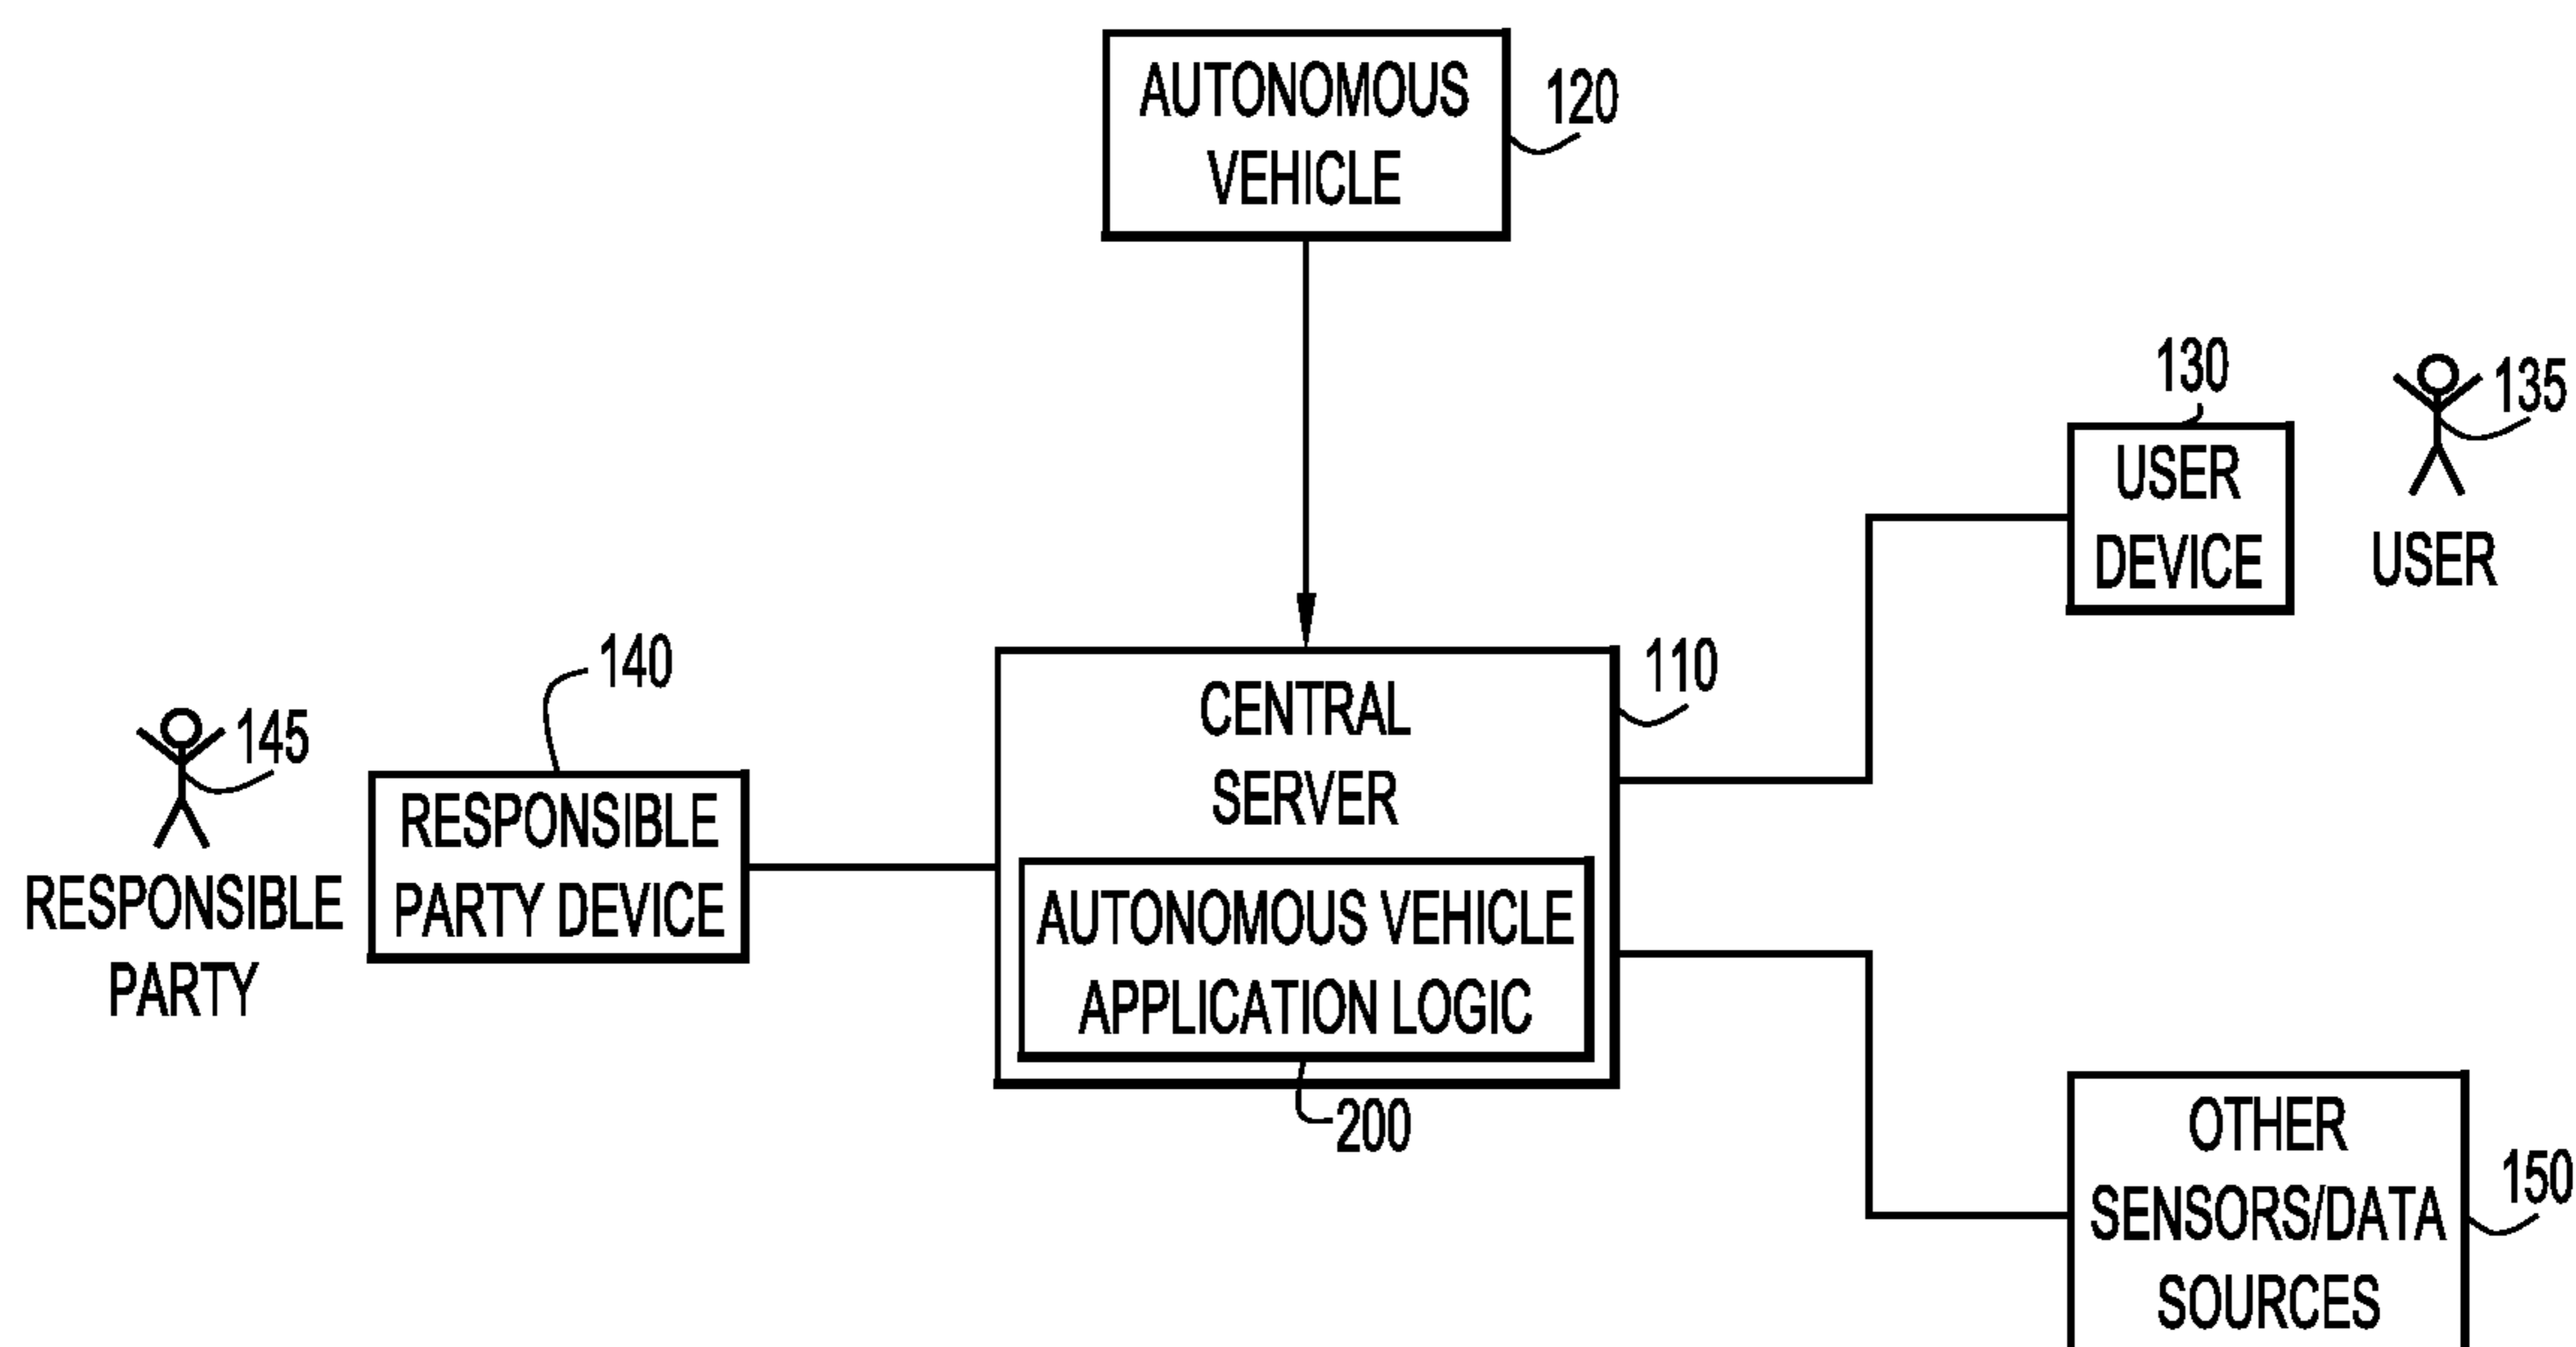 AUTONOMOUS
VEHICLE
120
130
USER
DEVICE
135
USER
140
145
RESPONSIBLE
PARTY
RESPONSIBLE
PARTY DEVICE
110
CENTRAL
SERVER
AUTONOMOUS VEHICLE
APPLICATION LOGIC
200
OTHER
SENSORS/DATA
SOURCES
150